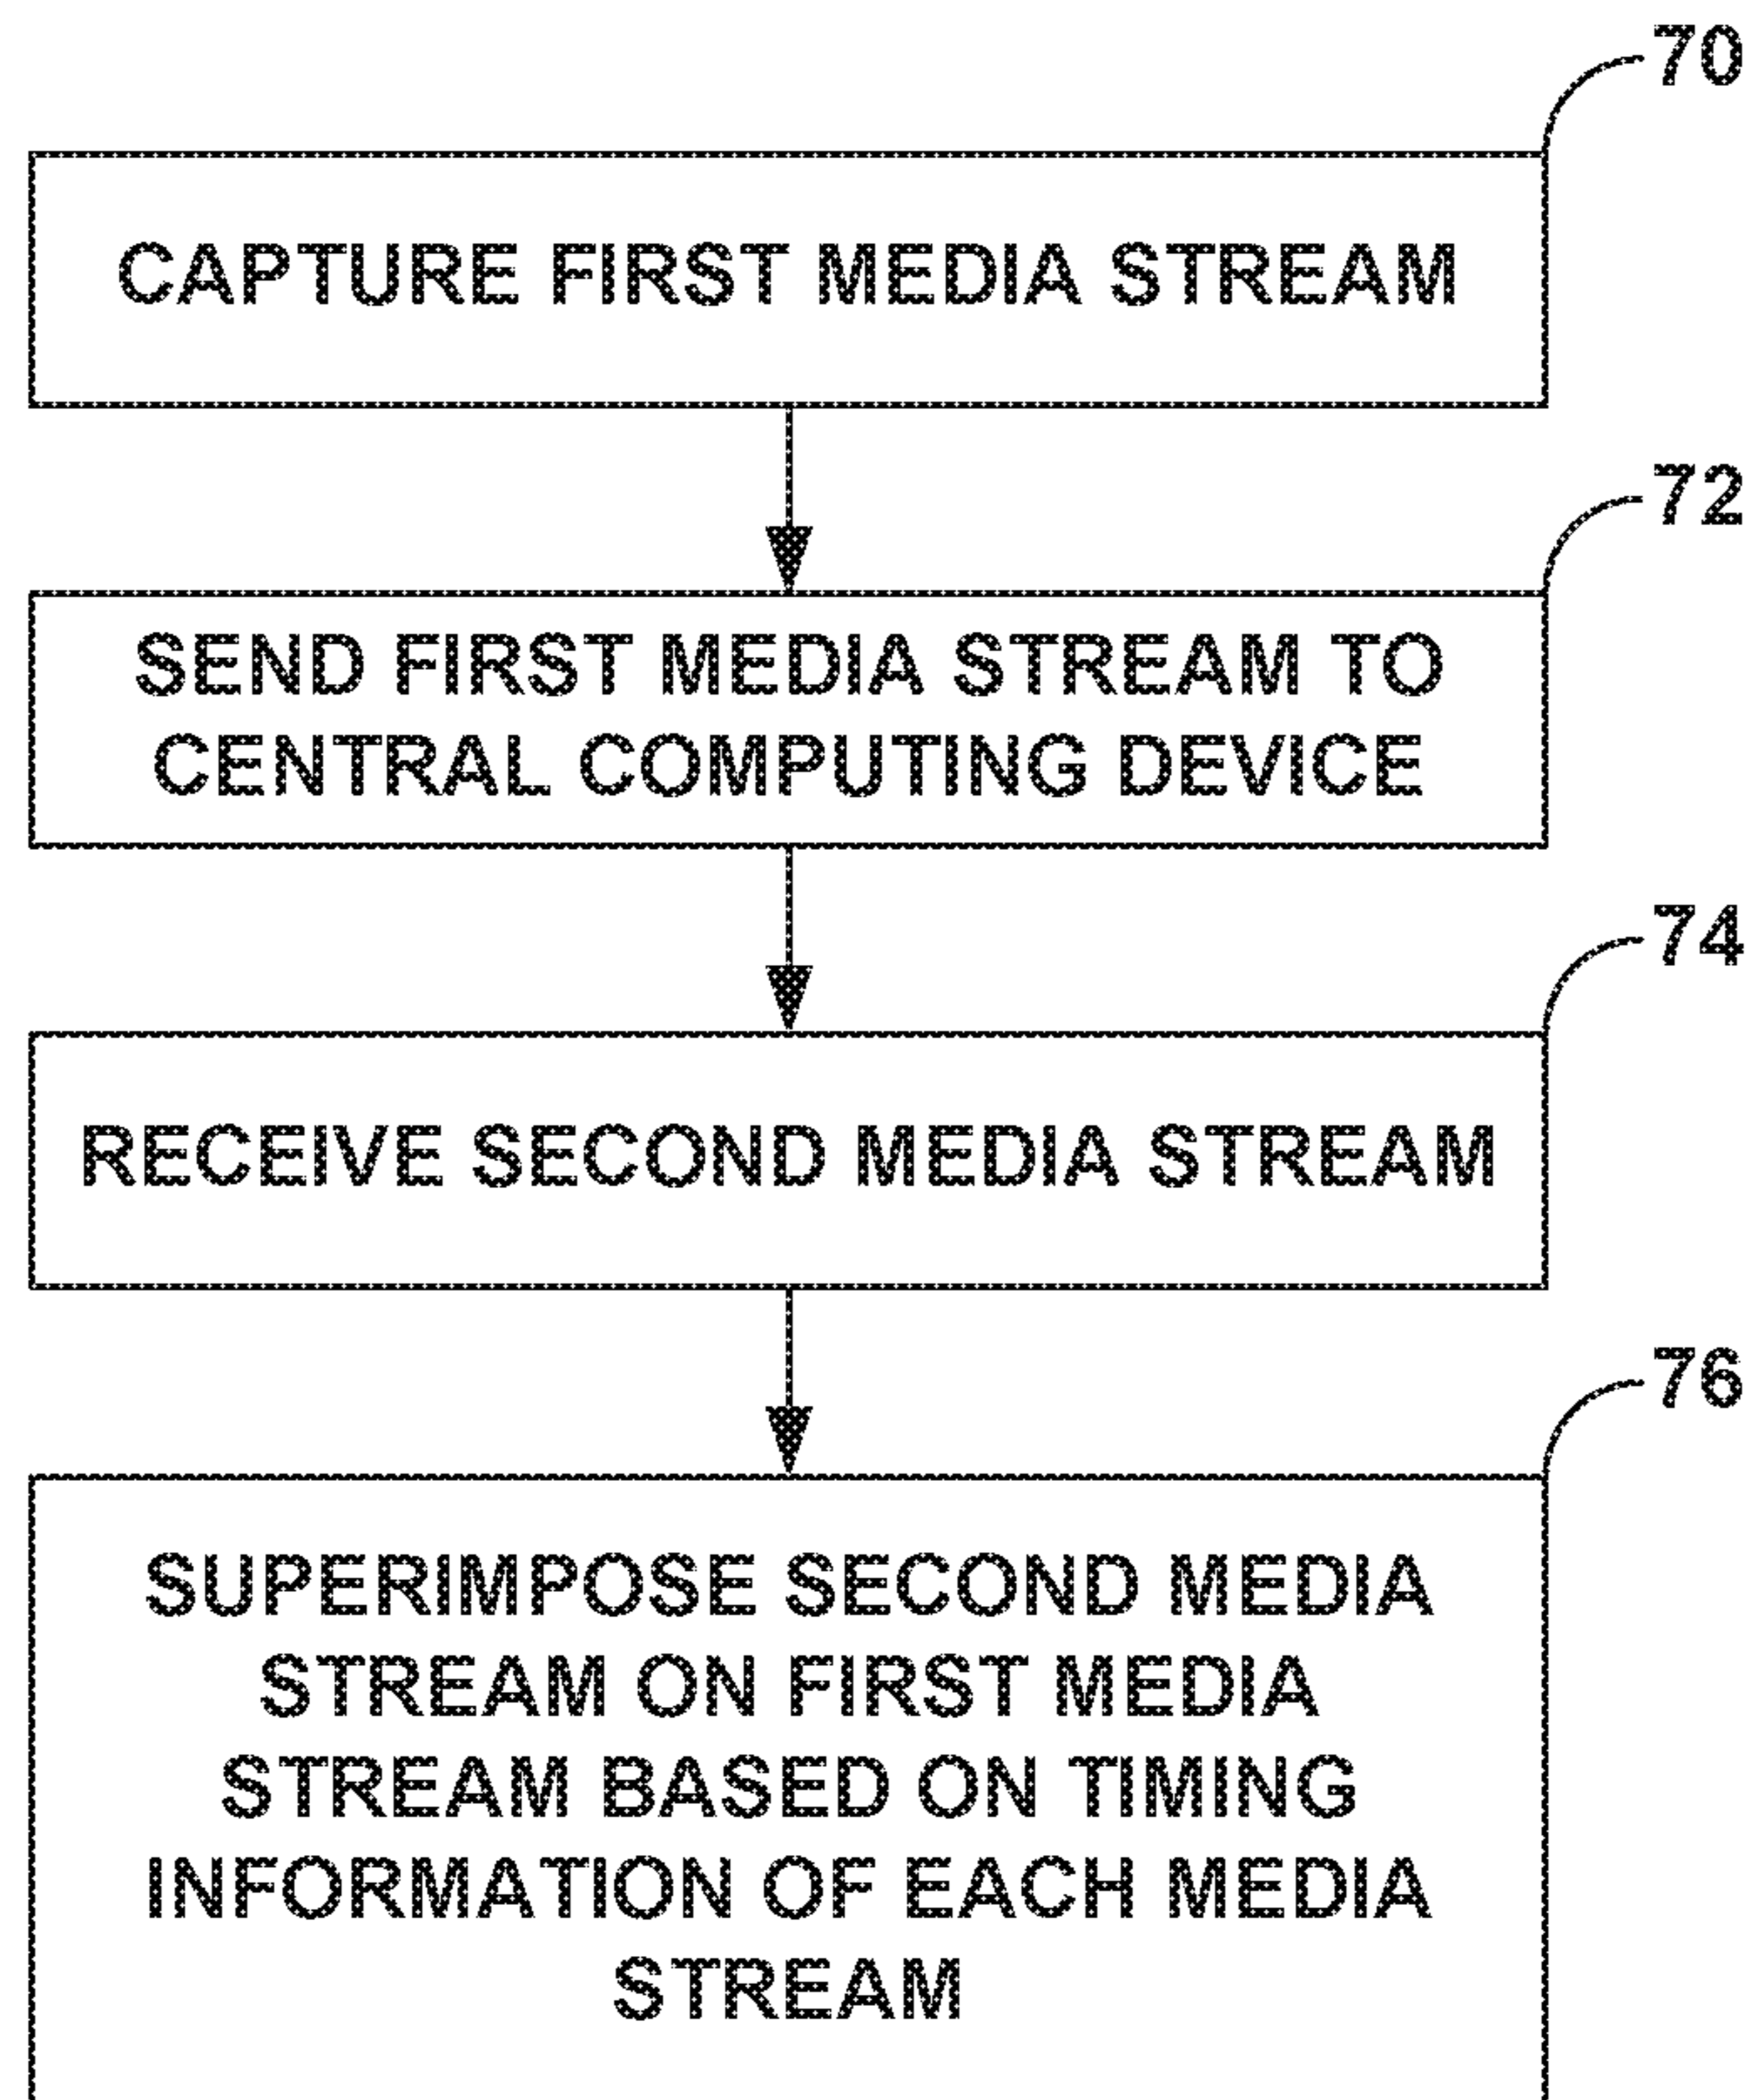 70
CAPTURE FIRST MEDIA STREAM
72
SEND FIRST MEDIA STREAM TO
CENTRAL COMPUTING DEVICE
74
RECEIVE SECOND MEDIA STREAM
76
SUPERIMPOSE SECOND MEDIA
STREAM ON FIRST MEDIA
STREAM BASED ON TIMING
INFORMATION OF EACH MEDIA
STREAM